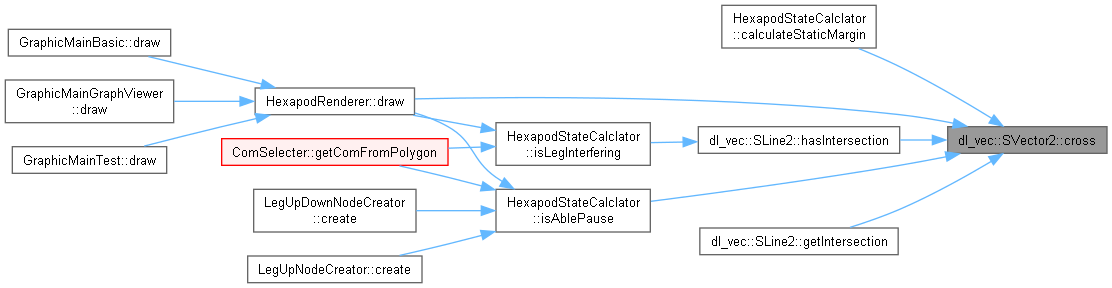 GraphicMainBasic::draw
GraphicMainGraphViewer
::draw
GraphicMainTest::draw
HexapodRenderer::draw
ComSelecter::getComFromPolygon
LegUpDownNodeCreator
::create
LegUpNodeCreator::create
HexapodStateCalclator
::isLegInterfering
HexapodStateCalclator
::isAblePause
HexapodStateCalclator
::calculateStaticMargin
dl_vec::SLine2::hasIntersection
dl_vec::SLine2::getIntersection
dl_vec::SVector2::cross